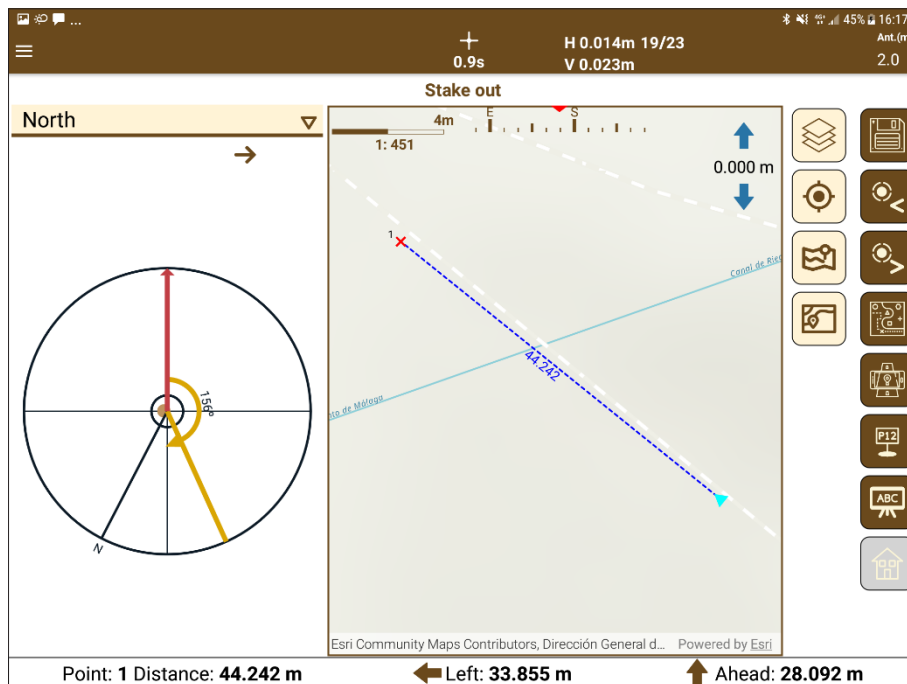 ... 45% 16:17
0.9s
H 0.014m 19/23
V 0.023m
Ant.(m
2.0
Stake out
North
156º
N
4m
1: 451
E
S
0.000 m
1
44.242
Canal de Rie
nta de Málaga
P12
ABC
Esri Community Maps Contributors, Dirección General d... Powered by Esri
Point: 1 Distance: 44.242 m Left: 33.855 m Ahead: 28.092 m